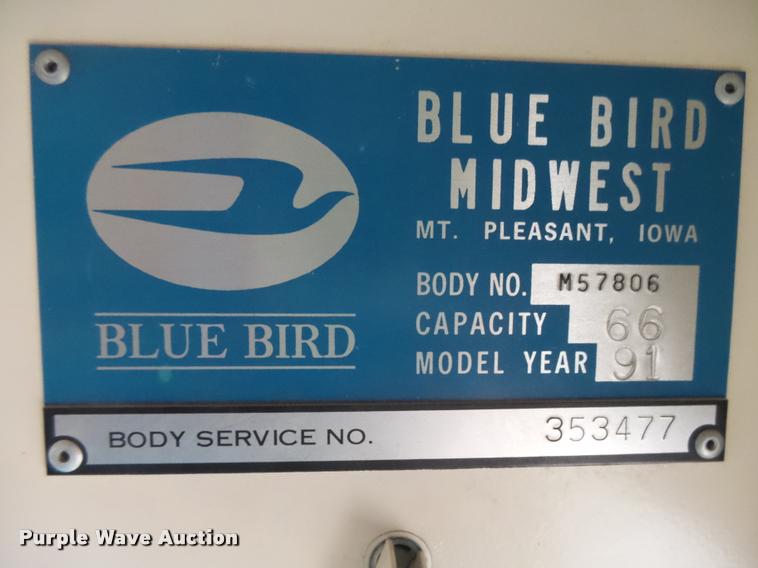 BLUE BIRD
BLUE BIRD
MIDWEST
MT. PLEASANT, IOWA
BODY NO. M57806
CAPACITY 66
MODEL YEAR 91
BODY SERVICE NO. 353477
Purple Wave Auction